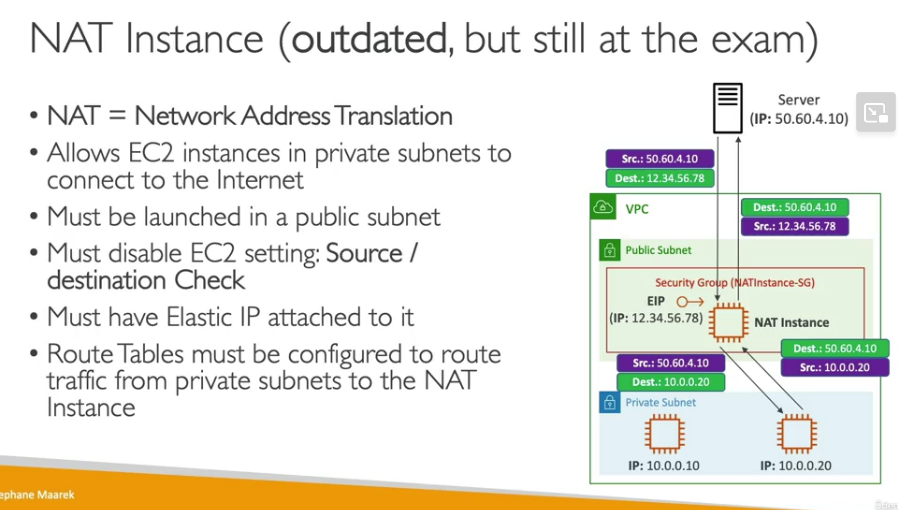 NAT Instance (outdated, but still at the exam)
• NAT = Network Address Translation
• Allows EC2 instances in private subnets to
connect to the Internet
• Must be launched in a public subnet
• Must disable EC2 setting: Source /
destination Check
• Must have Elastic IP attached to it
• Route Tables must be configured to route
traffic from private subnets to the NAT
Instance
Server
(IP: 50.60.4.10)
Src.: 50.60.4.10
Dest.: 12.34.56.78
Dest.: 50.60.4.10
Src.: 12.34.56.78
VPC
Public Subnet
Security Group (NATInstance-SG)
EIP
(IP: 12.34.56.78)
NAT Instance
Src.: 50.60.4.10
Dest.: 10.0.0.20
Dest.: 50.60.4.10
Src.: 10.0.0.20
Private Subnet
IP: 10.0.0.10
IP: 10.0.0.20
ephane Maarek